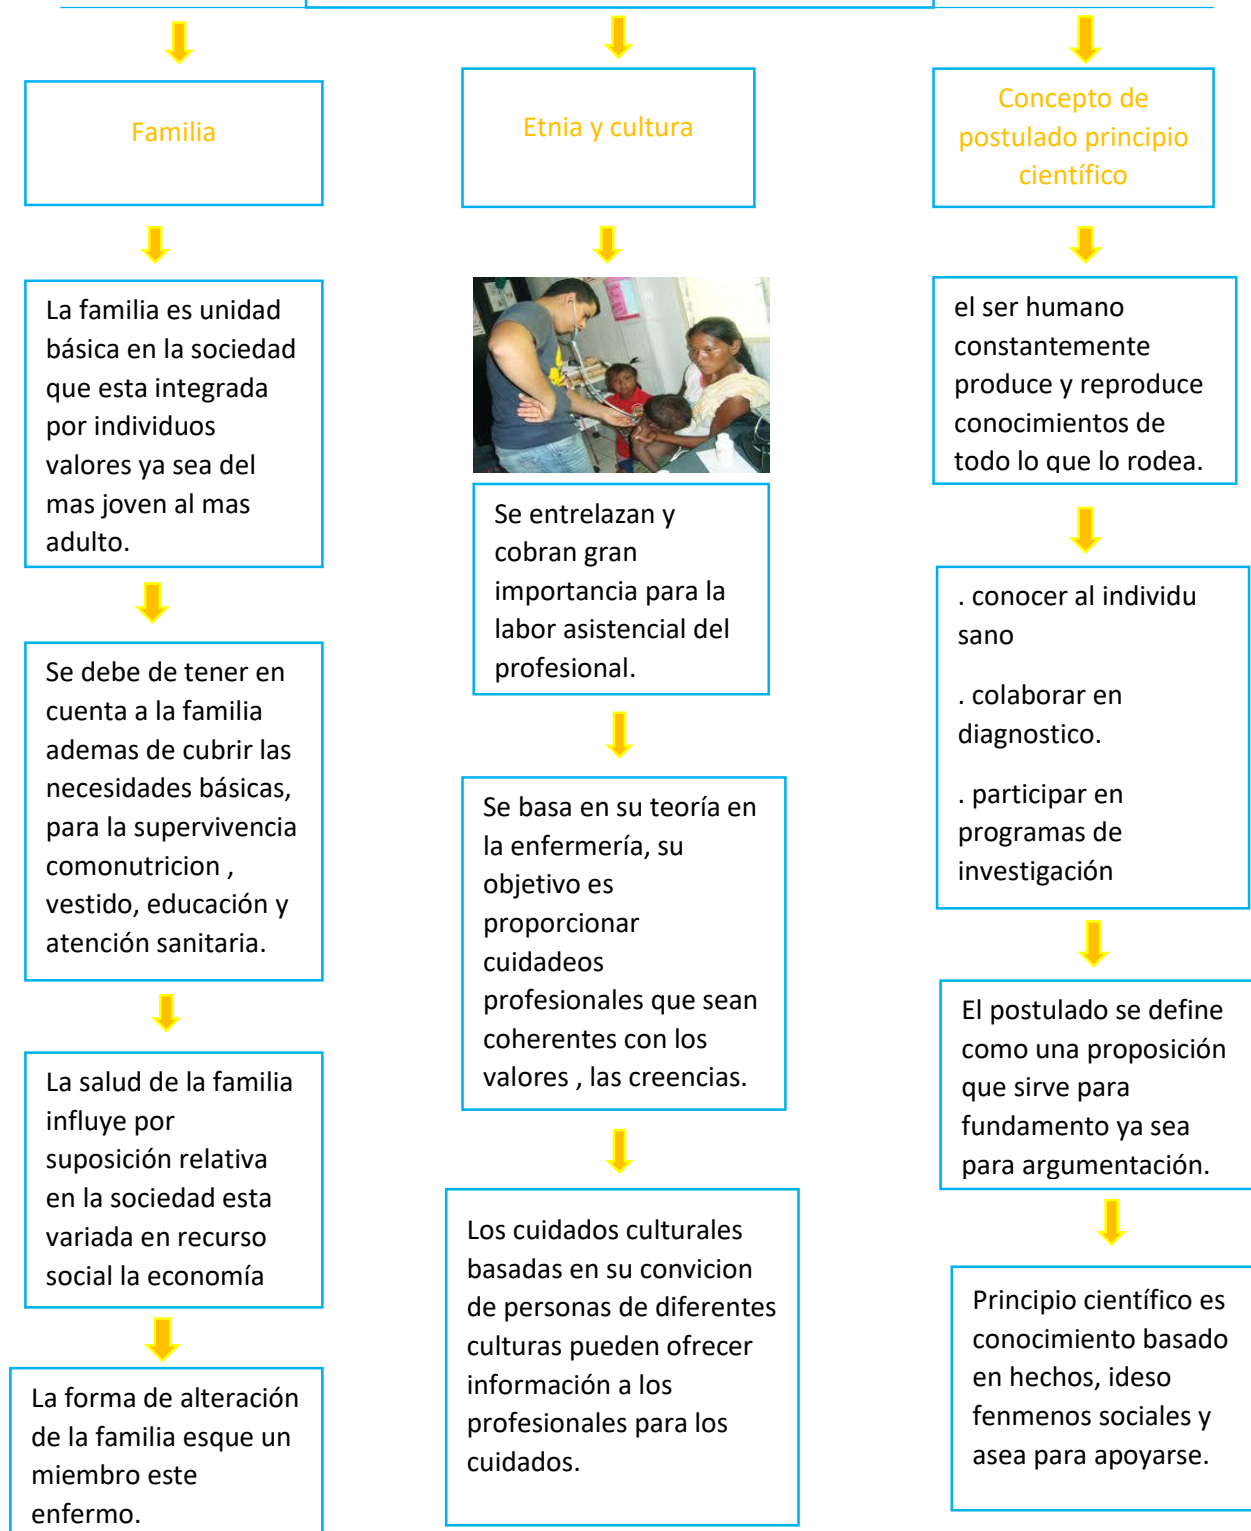 Familia
La familia es unidad
básica en la sociedad
que esta integrada
por individuos
valores ya sea del
mas joven al mas
adulto.
Se debe de tener en
cuenta a la familia
ademas de cubrir las
necesidades básicas,
para la supervivencia
comonutricion ,
vestido, educación y
atención sanitaria.
La salud de la familia
influye por
suposición relativa
en la sociedad esta
variada en recurso
social la economía
La forma de alteración
de la familia esque un
miembro este
enfermo.
Etnia y cultura
Se entrelazan y
cobran gran
importancia para la
labor asistencial del
profesional.
Se basa en su teoría en
la enfermería, su
objetivo es
proporcionar
cuidadeos
profesionales que sean
coherentes con los
valores , las creencias.
Los cuidados culturales
basadas en su convicion
de personas de diferentes
culturas pueden ofrecer
información a los
profesionales para los
cuidados.
Concepto de
postulado principio
científico
el ser humano
constantemente
produce y reproduce
conocimientos de
todo lo que lo rodea.
. conocer al individu
sano
. colaborar en
diagnostico.
. participar en
programas de
investigación
El postulado se define
como una proposición
que sirve para
fundamento ya sea
para argumentación.
Principio científico es
conocimiento basado
en hechos, ideso
fenmenos sociales y
asea para apoyarse.